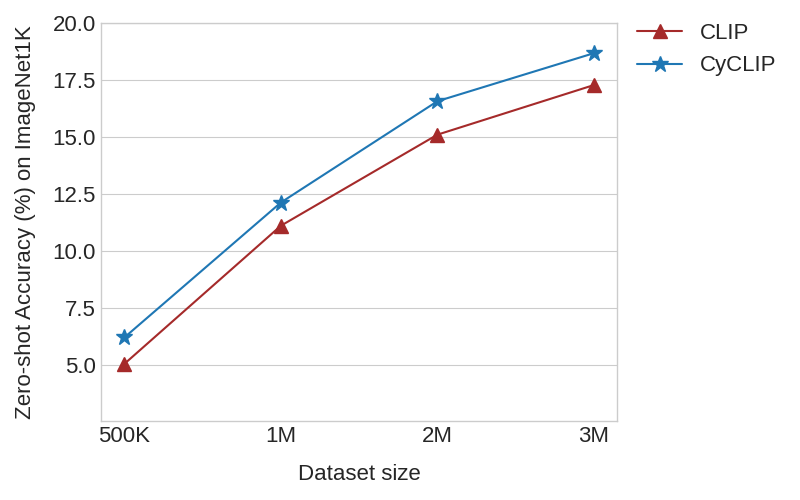 20.0
17.5
15.0
12.5
10.0
7.5
5.0
Zero-shot Accuracy (%) on ImageNet1K
500K 1M 2M 3M
Dataset size
CLIP
CyCLIP